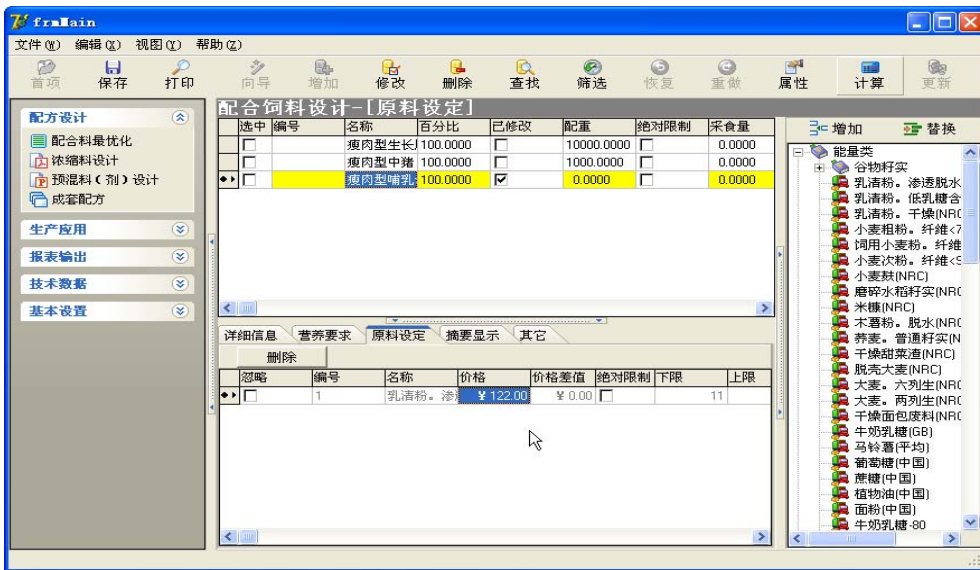 frmMain
文件(W) 编辑(X) 视图(Y) 帮助(Z)
首项 保存 打印 向导 增加 修改 删除 查找 筛选 恢复 重做 属性 计算 更新
配方设计
配合料最优化
浓缩料设计
预混料(剂)设计
成套配方
生产应用
报表输出
技术数据
基本设置
配合饲料设计-[原料设定]
选中 编号 名称 百分比 已修改 配重 绝对限制 采食量
瘦肉型生长 100.0000 10000.0000 0.0000
瘦肉型中猪 100.0000 1000.0000 0.0000
瘦肉型哺乳 100.0000 0.0000 0.0000
详细信息 营养要求 原料设定 摘要显示 其它
删除
忽略 编号 名称 价格 价格差值 绝对限制 下限 上限
1 乳清粉。渗 ¥ 122.00 ¥ 0.00 11
增加 替换
能量类
谷物籽实
乳清粉。渗透脱水
乳清粉。低乳糖含
乳清粉。干燥(NRC
小麦粗粉。纤维<7
饲用小麦粉。纤维
小麦次粉。纤维<9
小麦麸(NRC)
磨碎水稻籽实(NRC
米糠(NRC)
木薯粉。脱水(NRC
荞麦。普通籽实(N
干燥甜菜渣(NRC)
脱壳大麦(NRC)
大麦。六列生(NRC
大麦。两列生(NRC
干燥面包废料(NRC
牛奶乳糖(GB)
马铃薯(平均)
葡萄糖(中国)
蔗糖(中国)
植物油(中国)
面粉(中国)
牛奶乳糖-80